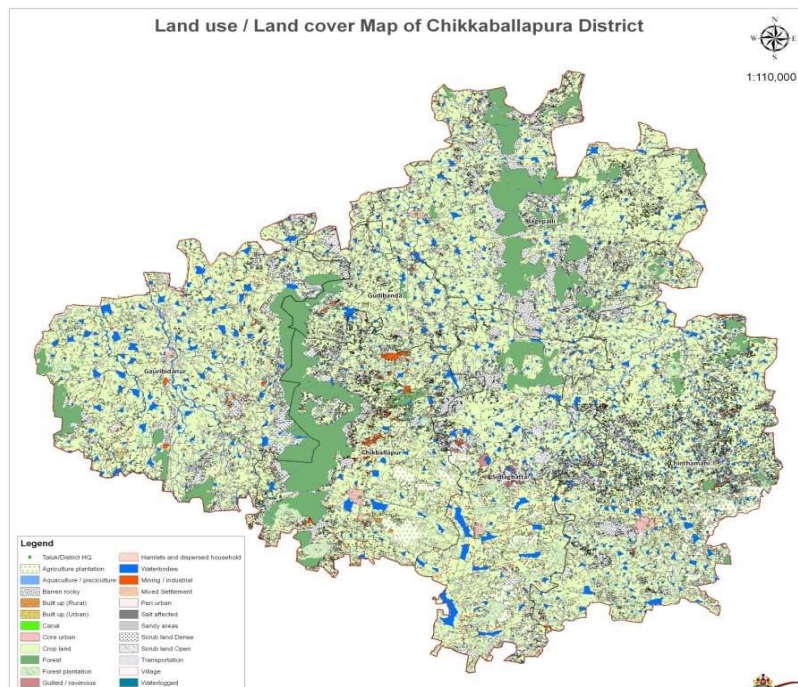 Land use / Land cover Map of Chikkaballapura District
N
W E
S
1:110,000
Bagepalli
Gudibanda
Gauribidanur
Chikballapur
Sidlaghatta
Chinthamani
Legend
Taluk/District HQ
Agriculture plantation
Aquaculture / pisciculture
Barren rocky
Built up (Rural)
Built up (Urban)
Canal
Core urban
Crop land
Forest
Forest plantation
Gullied / ravenous
Hamlets and dispersed household
Waterbodies
Mining / industrial
Mixed Settlement
Peri urban
Salt affected
Sandy areas
Scrub land Dense
Scrub land Open
Transportation
Village
Waterlogged